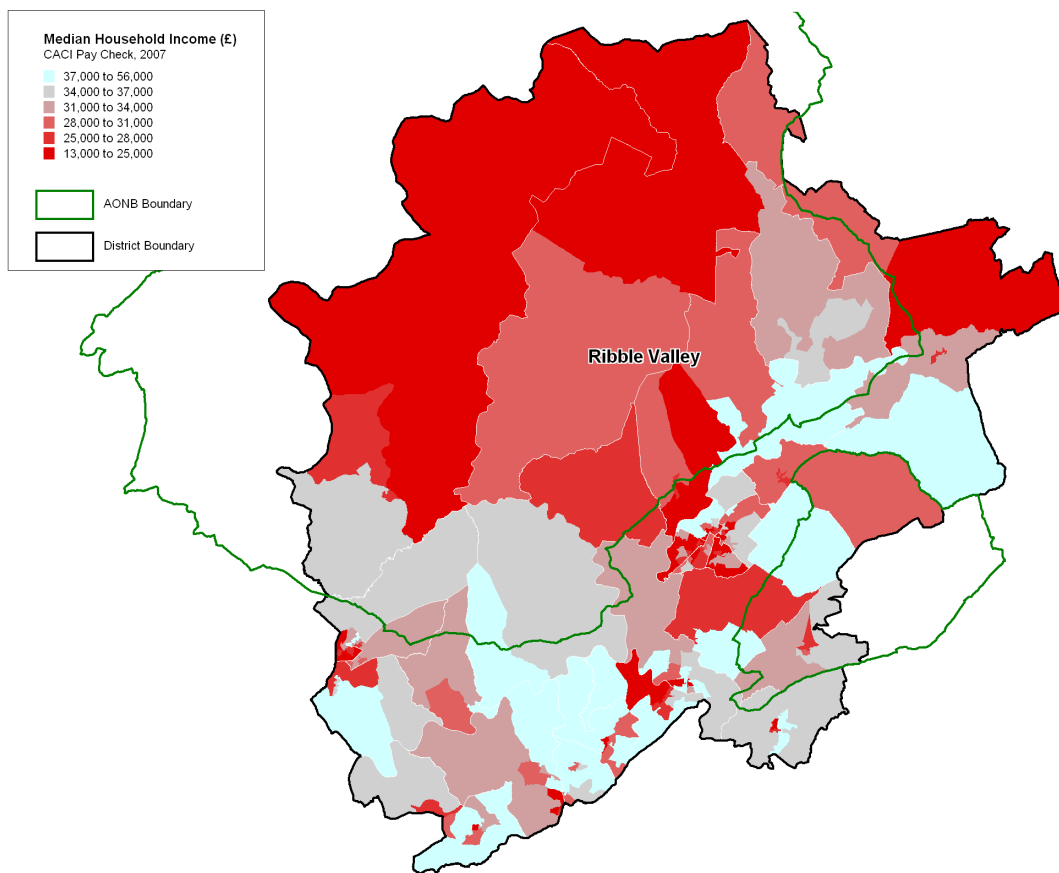 Median Household Income (£)
CACI Pay Check, 2007
37,000 to 56,000
34,000 to 37,000
31,000 to 34,000
28,000 to 31,000
25,000 to 28,000
13,000 to 25,000
AONB Boundary
District Boundary
Ribble Valley